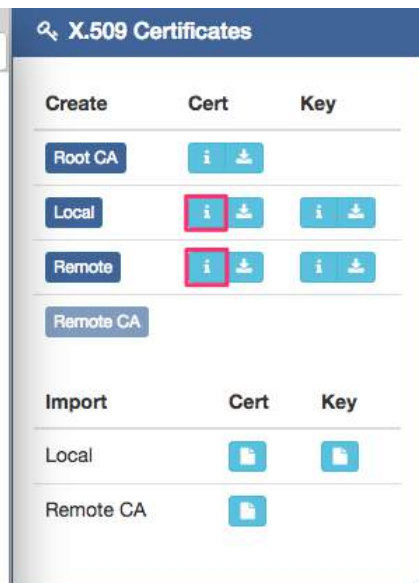 X.509 Certificates
Create Cert Key
Root CA i
Local i i
Remote i i
Remote CA
Import Cert Key
Local
Remote CA